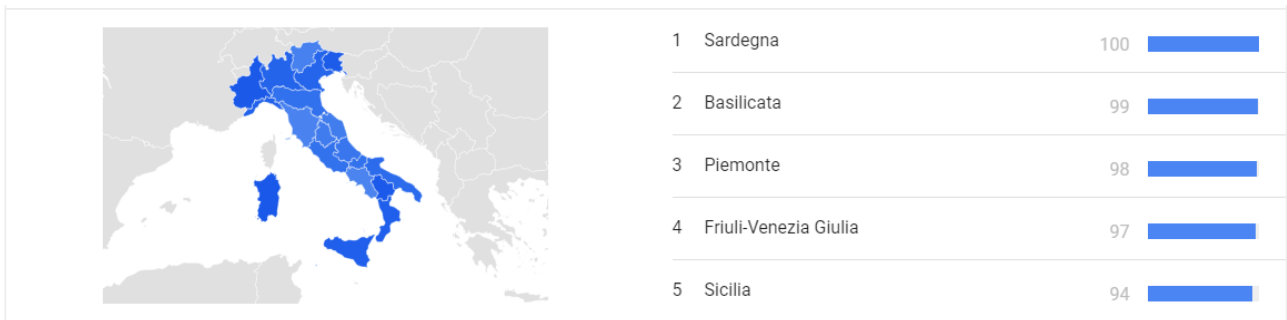 1 Sardegna 100
2 Basilicata 99
3 Piemonte 98
4 Friuli-Venezia Giulia 97
5 Sicilia 94